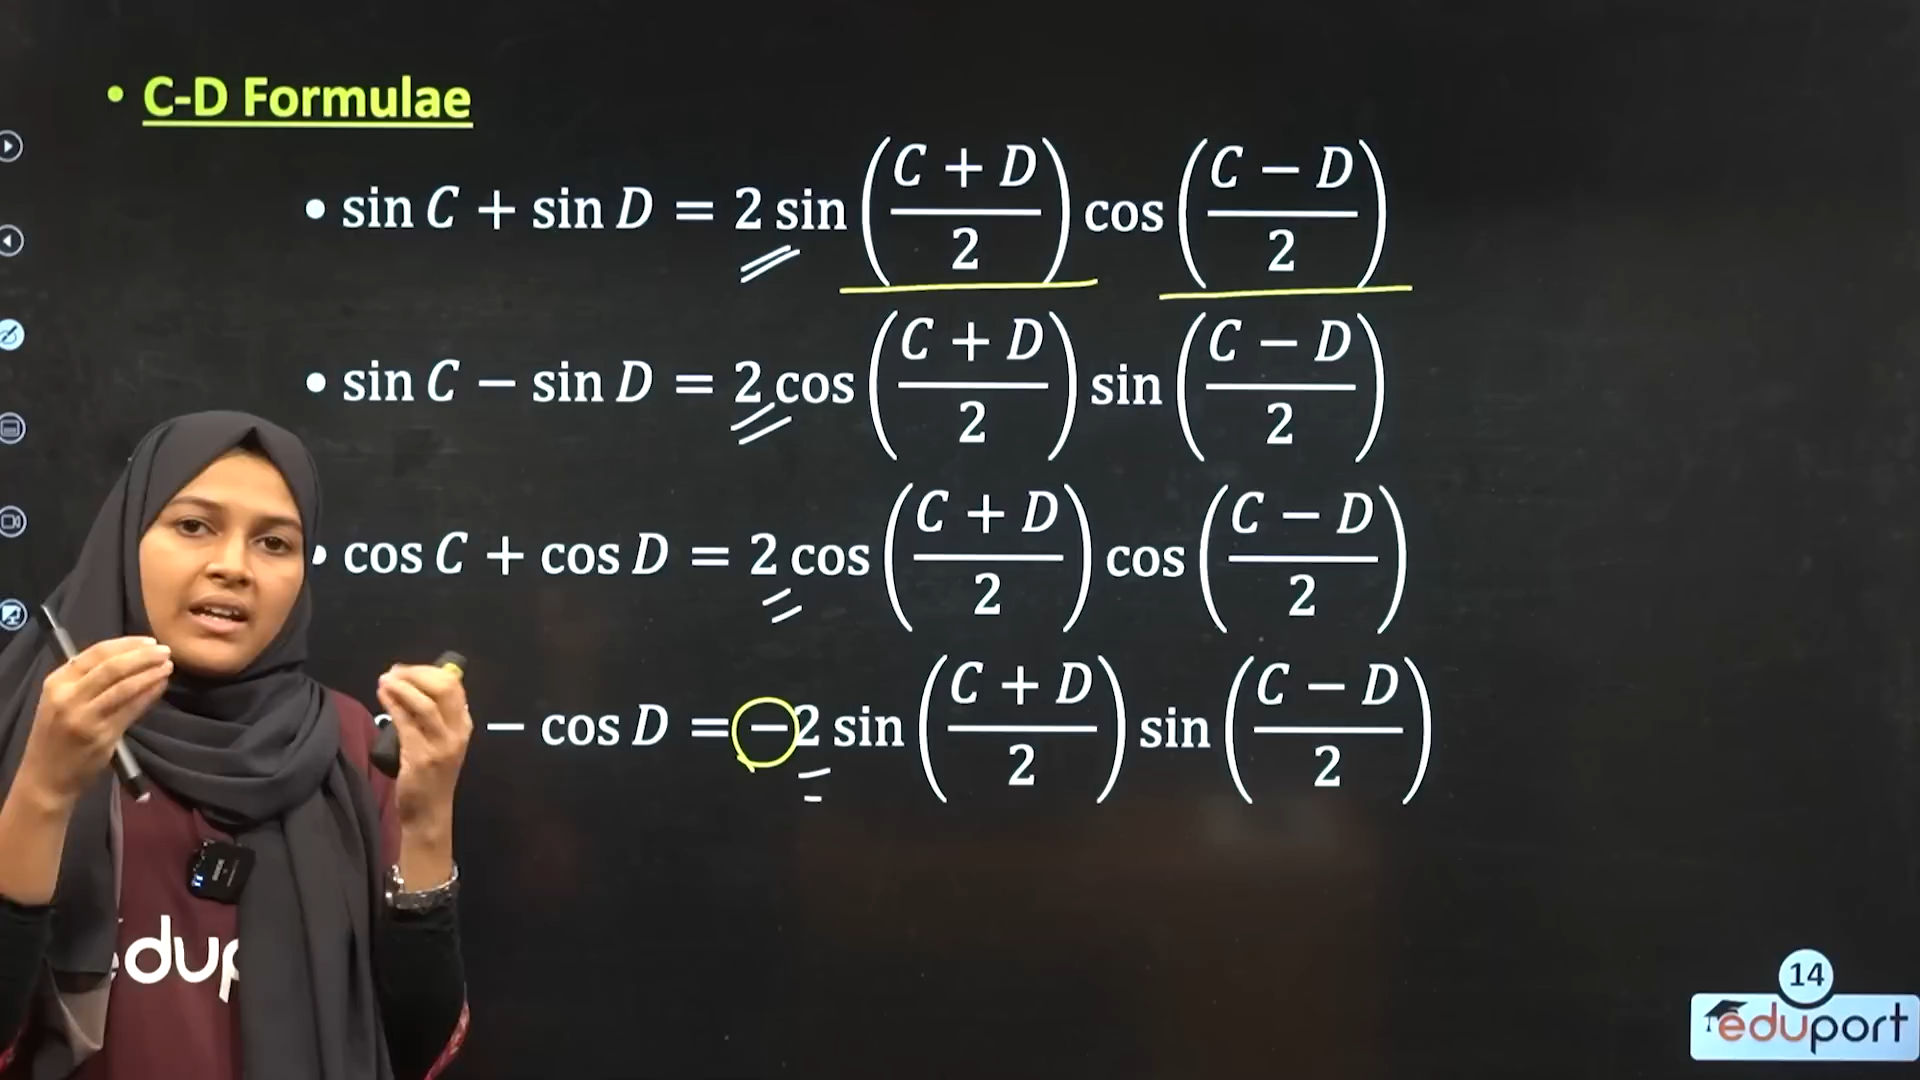 • C-D Formulae
• sin C + sin D = 2 sin ((C + D)/2) cos ((C − D)/2)
• sin C − sin D = 2 cos ((C + D)/2) sin ((C − D)/2)
• cos C + cos D = 2 cos ((C + D)/2) cos ((C − D)/2)
− cos D = −2 sin ((C + D)/2) sin ((C − D)/2)
edup
14
eduport